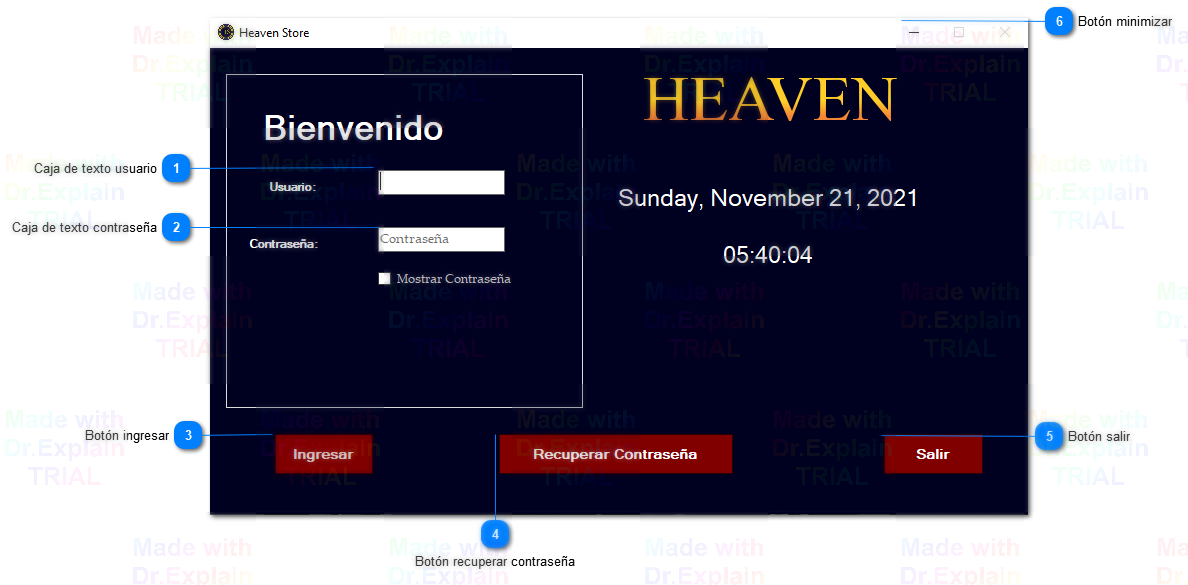 Heaven Store
6 Botón minimizar
HEAVEN
Bienvenido
Caja de texto usuario 1
Usuario:
Sunday, November 21, 2021
Caja de texto contraseña 2
Contraseña:
Contraseña
05:40:04
Mostrar Contraseña
Botón ingresar 3
5 Botón salir
Ingresar
Recuperar Contraseña
Salir
4
Botón recuperar contraseña
Made with
Dr.Explain
TRIAL